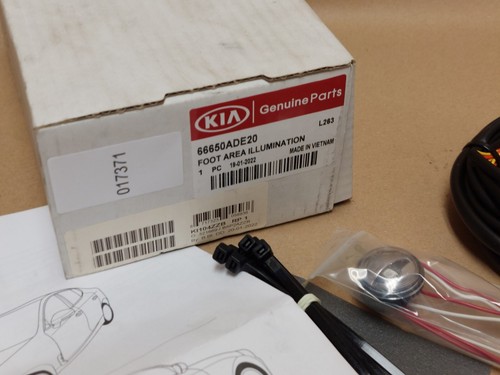 KIA Genuine Parts
66650ADE20 L263
FOOT AREA ILLUMINATION
1 PC 19-01-2022 MADE IN VIETNAM
017371